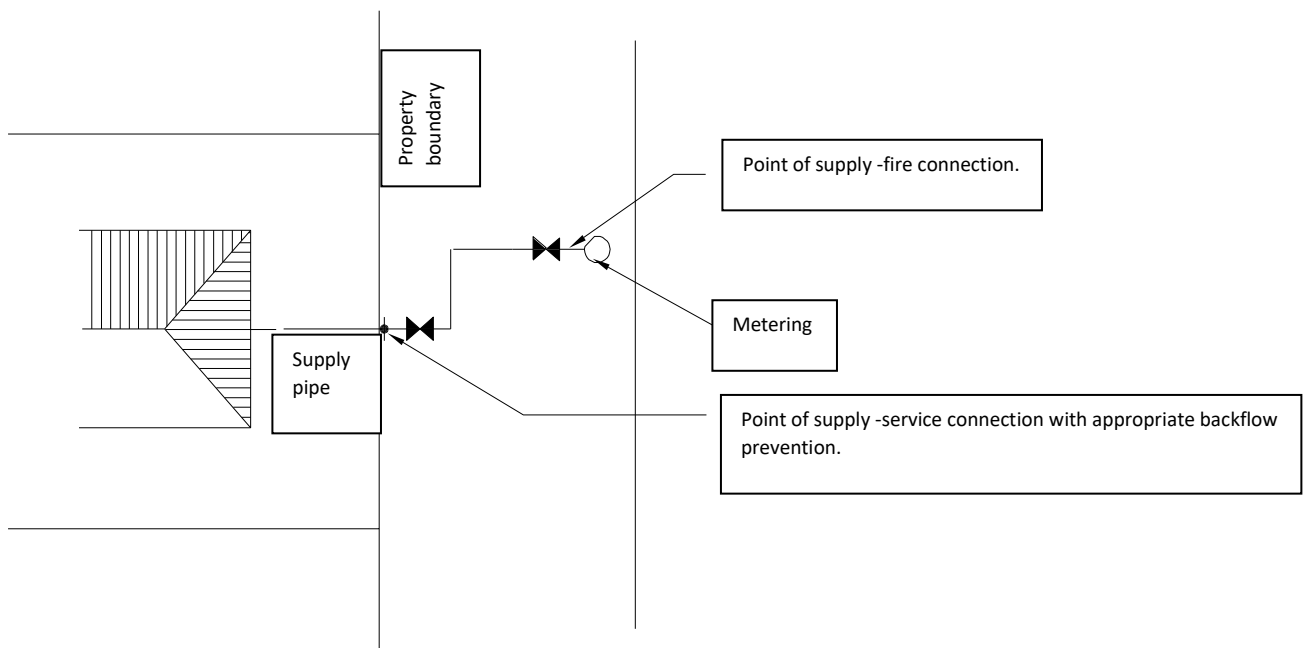 Property
boundary
Point of supply -fire connection.
Metering
Supply
pipe
Point of supply -service connection with appropriate backflow
prevention.